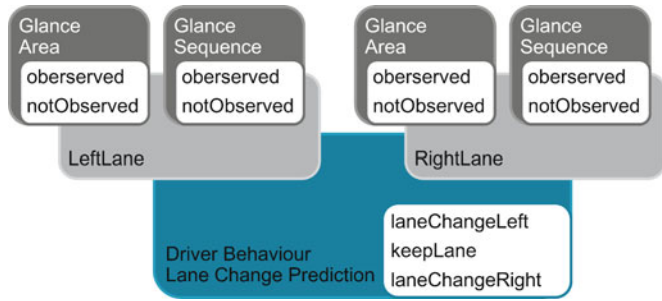 Glance
Area
oberserved
notObserved
Glance
Sequence
oberserved
notObserved
Glance
Area
oberserved
notObserved
Glance
Sequence
oberserved
notObserved
LeftLane
RightLane
Driver Behaviour
Lane Change Prediction
laneChangeLeft
keepLane
laneChangeRight